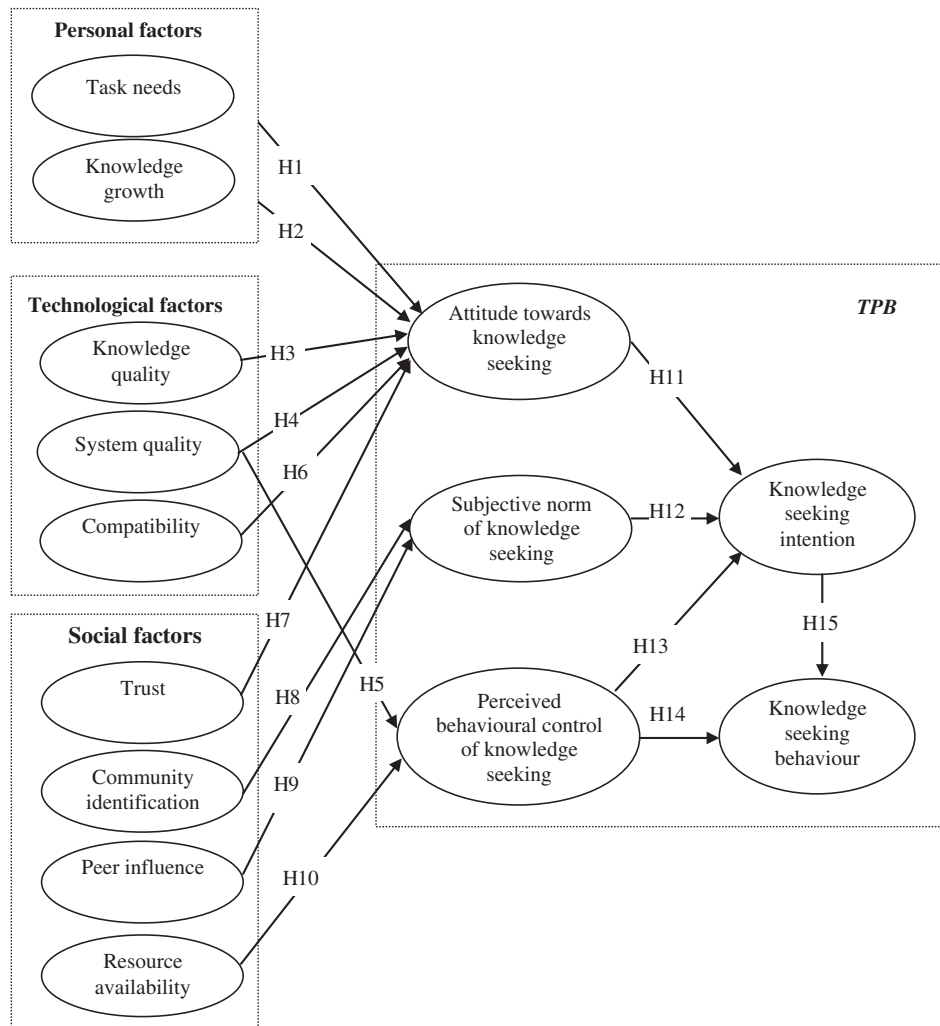 Personal factors
Task needs
Knowledge
growth
H1
H2
Technological factors
Knowledge
quality
System quality
Compatibility
H3
H4
H6
Social factors
Trust
Community
identification
Peer influence
Resource
availability
H7
H8
H5
H9
H10
TPB
Attitude towards
knowledge
seeking
H11
Subjective norm
of knowledge
seeking
H12
Knowledge
seeking
intention
H13
H15
Perceived
behavioural control
of knowledge
seeking
H14
Knowledge
seeking
behaviour